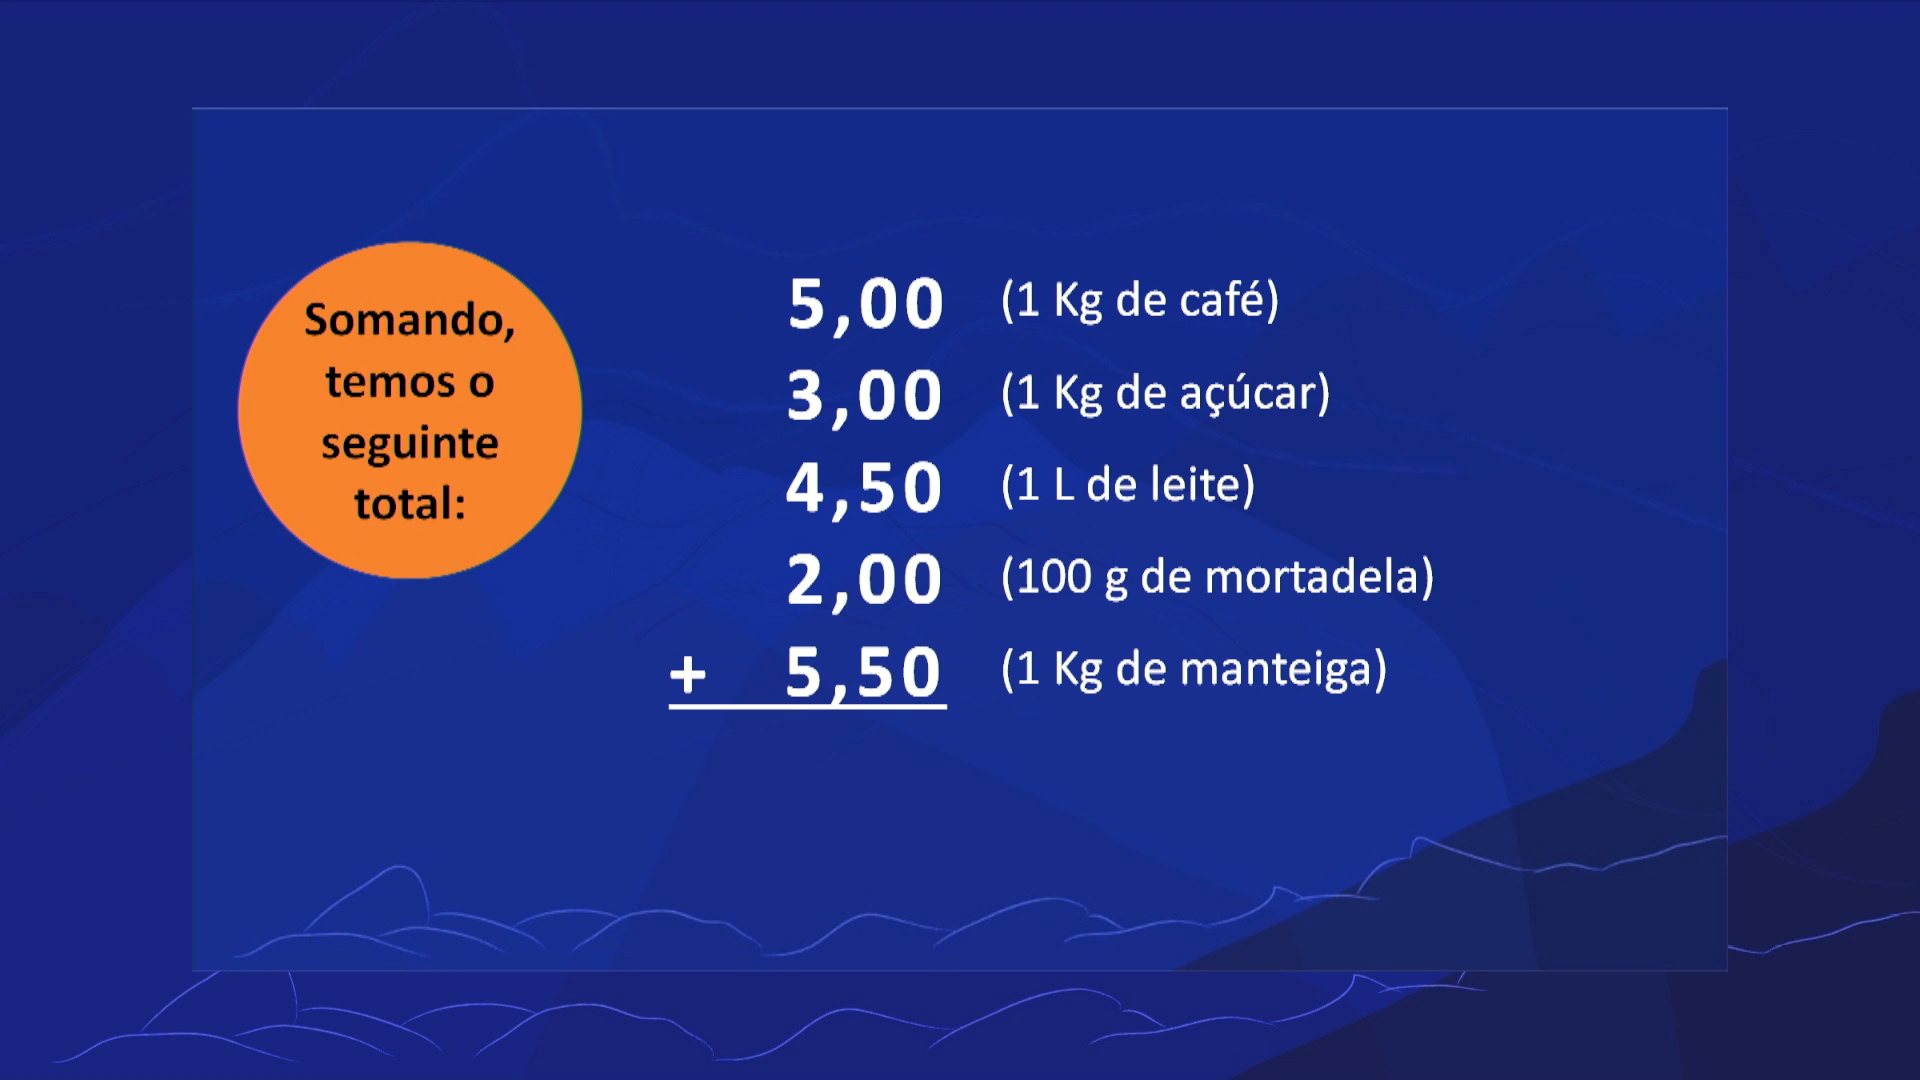 Somando,
temos o
seguinte
total:
5,00 (1 Kg de café)
3,00 (1 Kg de açúcar)
4,50 (1 L de leite)
2,00 (100 g de mortadela)
+ 5,50 (1 Kg de manteiga)